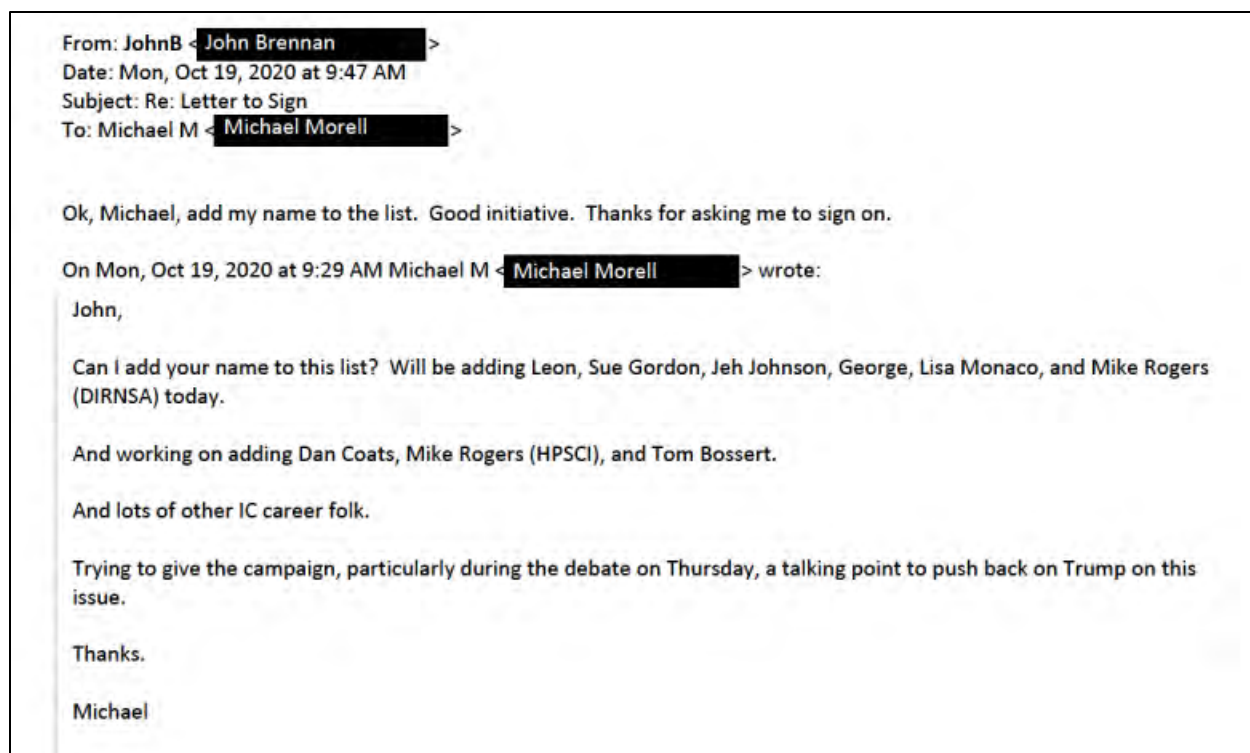 From: JohnB < John Brennan >
Date: Mon, Oct 19, 2020 at 9:47 AM
Subject: Re: Letter to Sign
To: Michael M < Michael Morell >
Ok, Michael, add my name to the list. Good initiative. Thanks for asking me to sign on.
On Mon, Oct 19, 2020 at 9:29 AM Michael M < Michael Morell > wrote:
John,
Can I add your name to this list? Will be adding Leon, Sue Gordon, Jeh Johnson, George, Lisa Monaco, and Mike Rogers
(DIRNSA) today.
And working on adding Dan Coats, Mike Rogers (HPSCI), and Tom Bossert.
And lots of other IC career folk.
Trying to give the campaign, particularly during the debate on Thursday, a talking point to push back on Trump on this
issue.
Thanks.
Michael